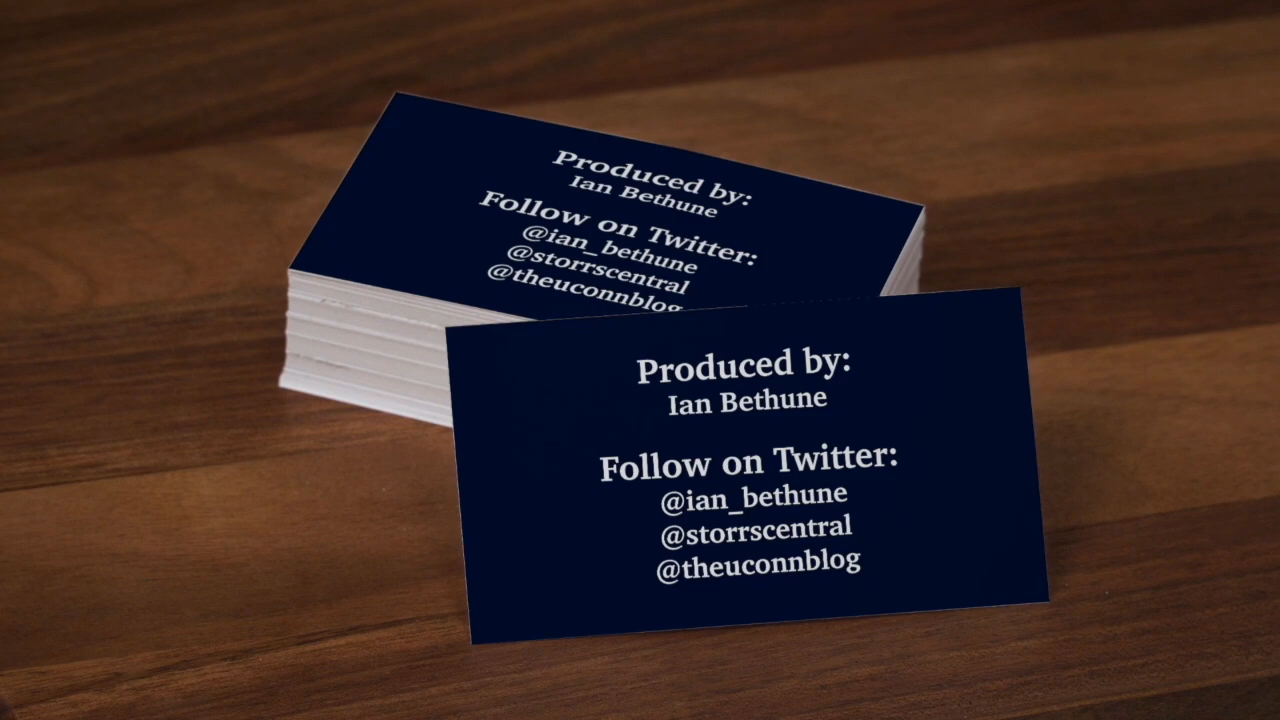 Produced by:
Ian Bethune
Follow on Twitter:
@ian_bethune
@storrscentral
@theuconnblog
Produced by:
Ian Bethune
Follow on Twitter:
@ian_bethune
@storrscentral
@theuconnblog